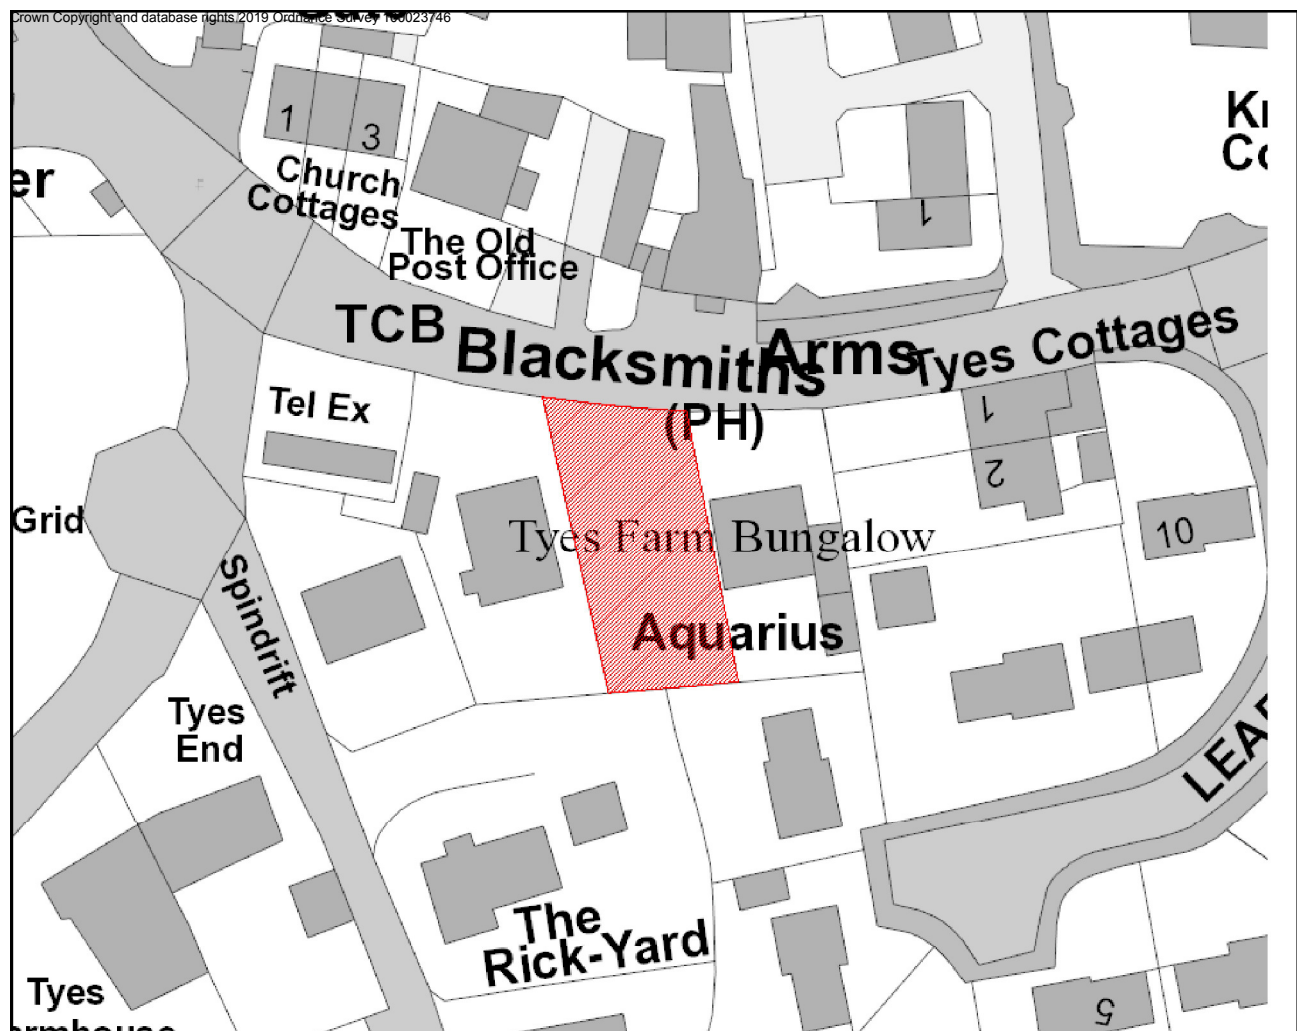 Crown Copyright and database rights 2019 Ordnance Survey 100023746
1
3
Church
Cottages
er
The Old
Post Office
1
TCB
Blacksmiths
Arms
(PH)
Tyes Cottages
Tel Ex
1
2
Grid
Tyes Farm Bungalow
10
Spindrift
Aquarius
Tyes
End
LEA
The
Rick-Yard
Tyes
5